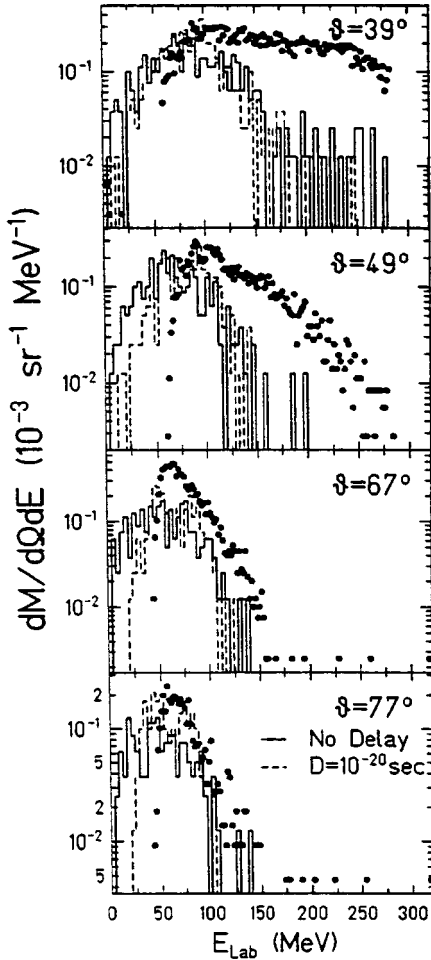 dM/dΩdE (10⁻³ sr⁻¹ MeV⁻¹)
ϑ=39°
10⁻¹
10⁻²
ϑ=49°
10⁻¹
10⁻²
ϑ=67°
10⁻¹
10⁻²
ϑ=77°
2
10⁻¹
5
2
10⁻²
5
No Delay
D=10⁻²⁰sec
0 50 100 150 200 250 300
E_Lab (MeV)